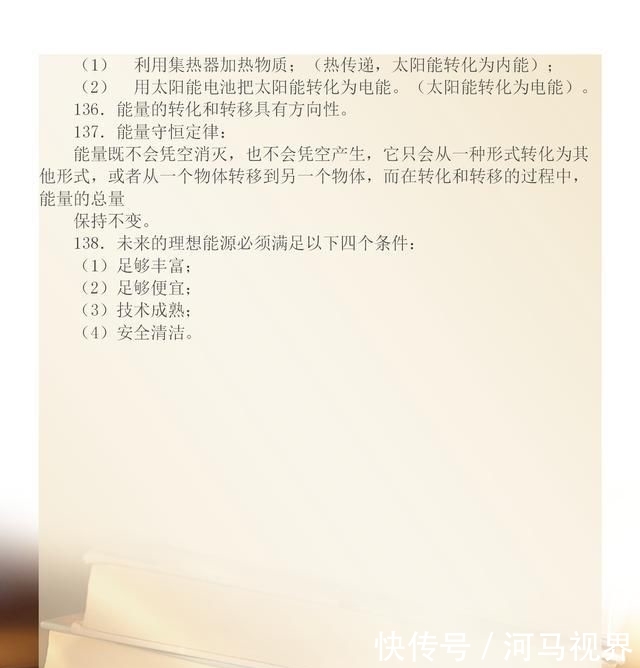 （1） 利用集热器加热物质；（热传递，太阳能转化为内能）；
（2） 用太阳能电池把太阳能转化为电能。（太阳能转化为电能）。
136．能量的转化和转移具有方向性。
137．能量守恒定律：
能量既不会凭空消灭，也不会凭空产生，它只会从一种形式转化为其
他形式，或者从一个物体转移到另一个物体，而在转化和转移的过程中，
能量的总量
保持不变。
138．未来的理想能源必须满足以下四个条件：
（1）足够丰富；
（2）足够便宜；
（3）技术成熟；
（4）安全清洁。
快传号／河马视界